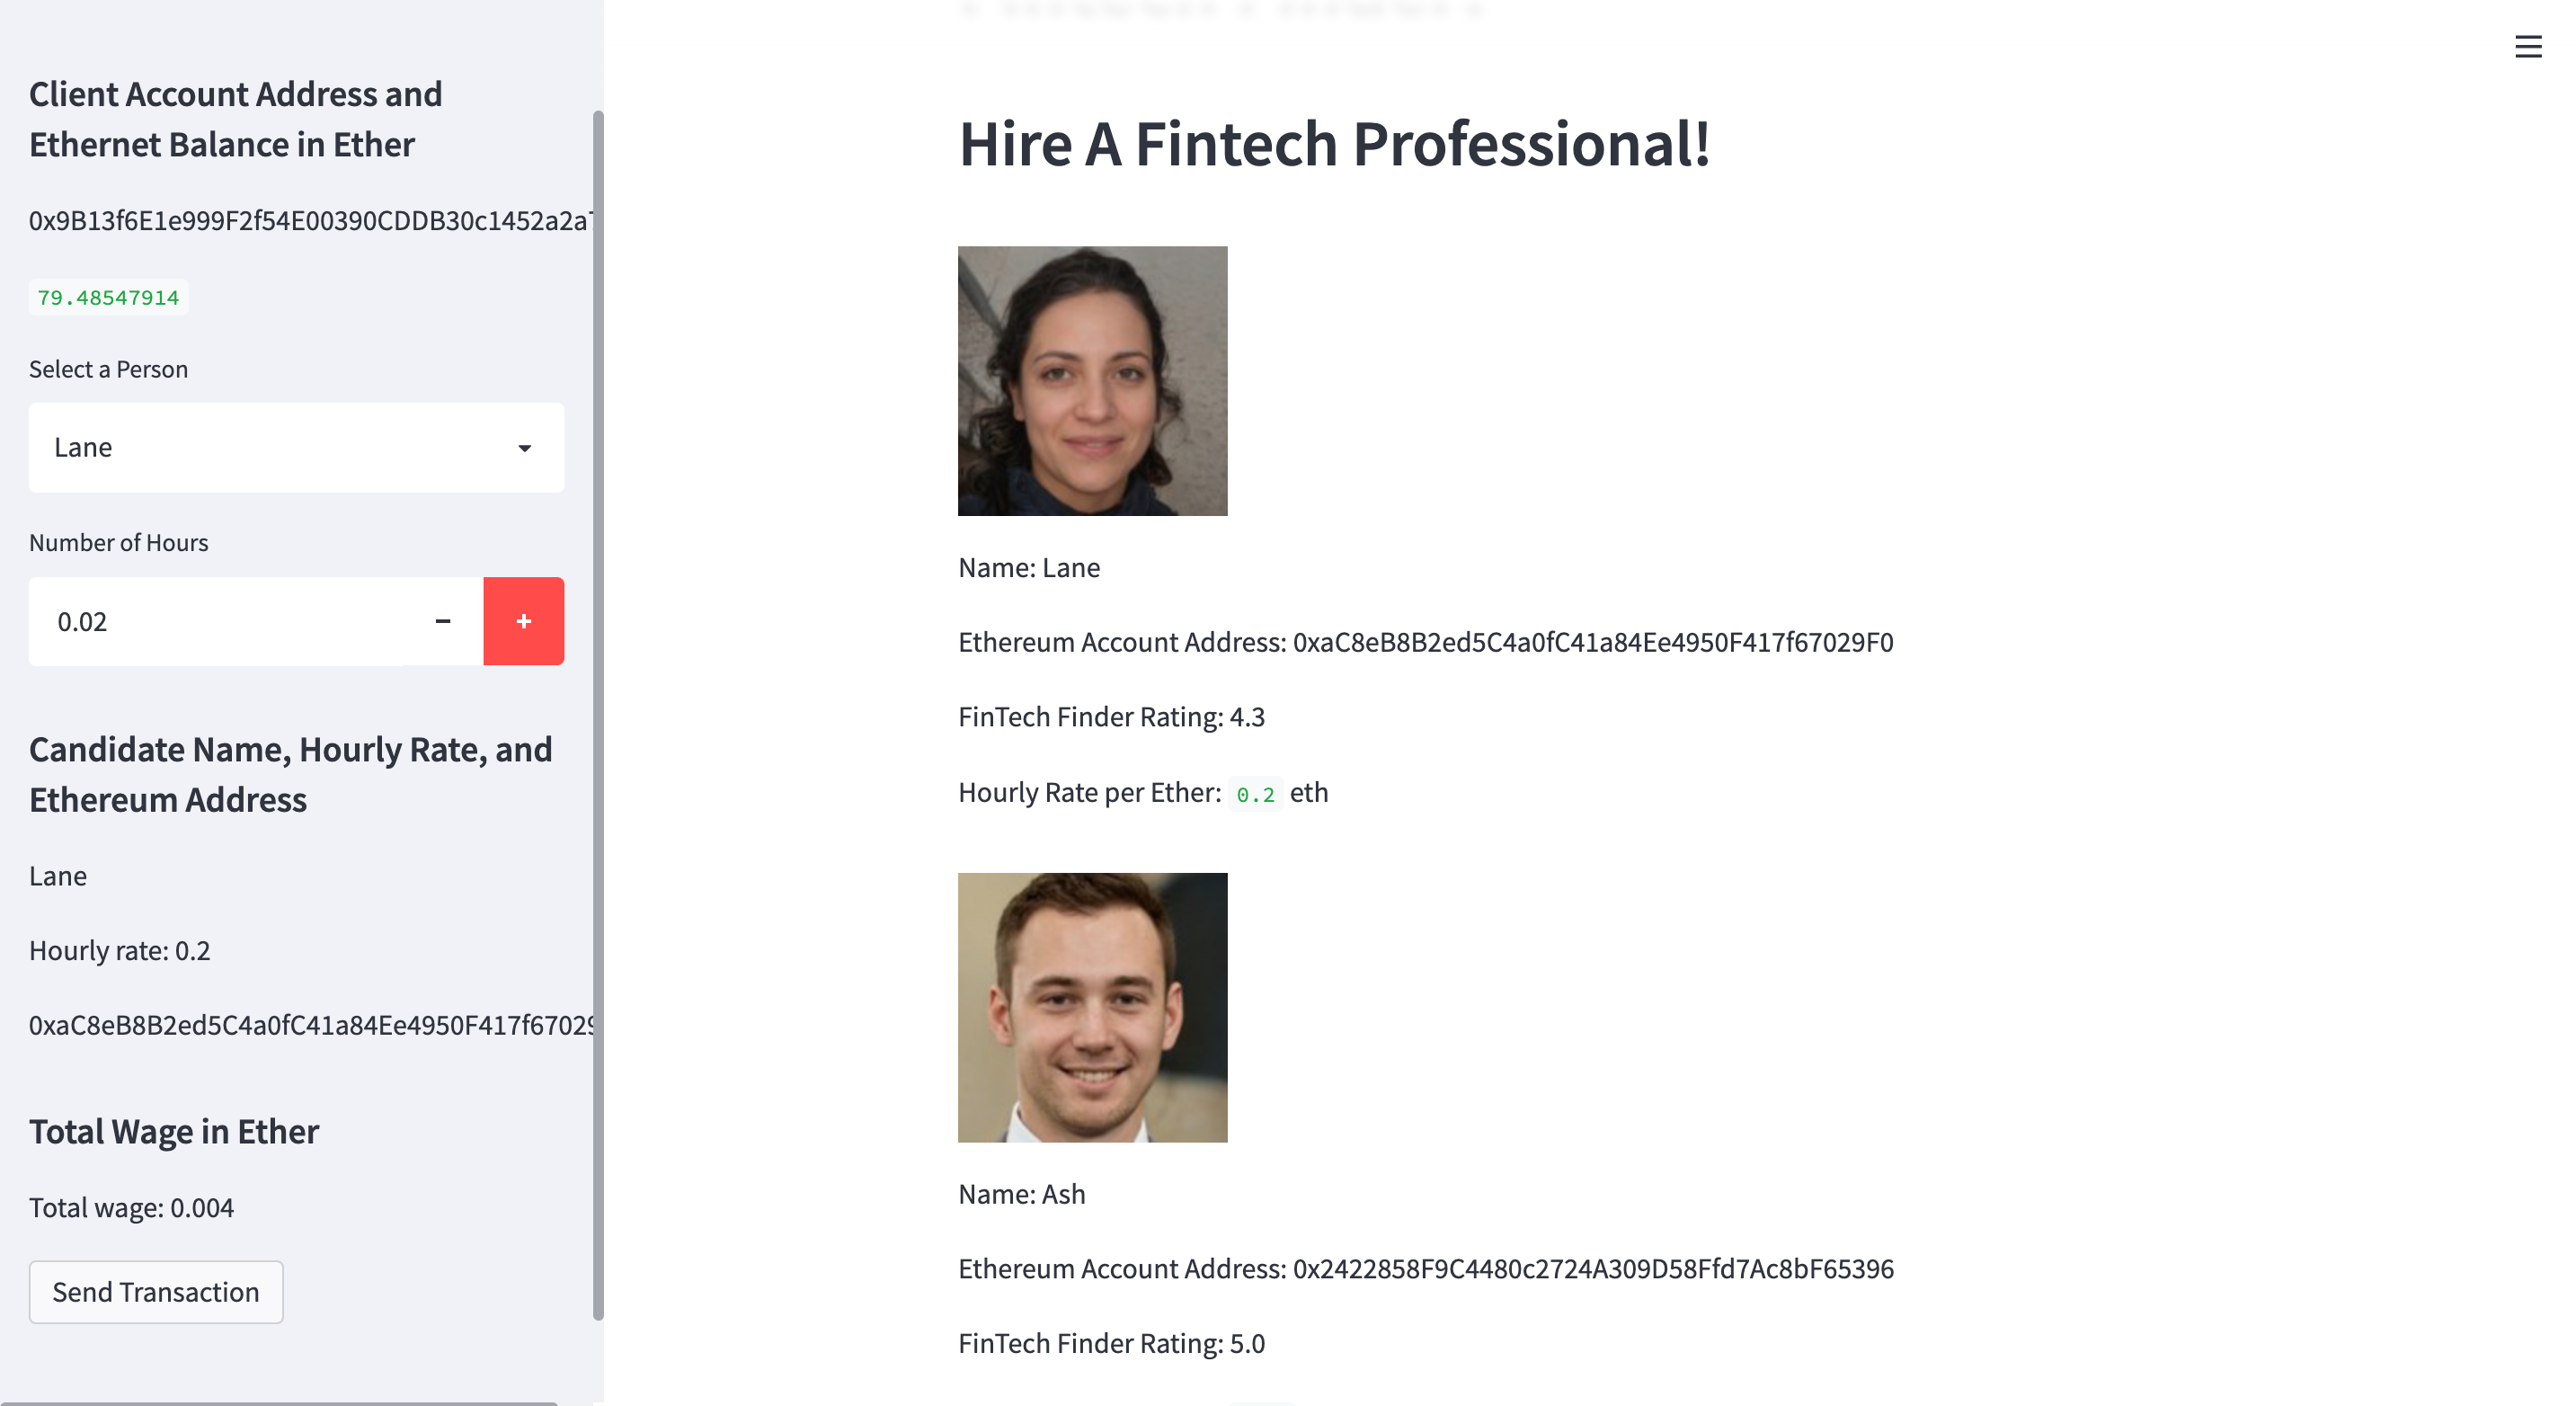 Client Account Address and
Ethernet Balance in Ether
0x9B13f6E1e999F2f54E00390CDDB30c1452a2a
79.48547914
Select a Person
Lane
Number of Hours
0.02
− +
Candidate Name, Hourly Rate, and
Ethereum Address
Lane
Hourly rate: 0.2
0xaC8eB8B2ed5C4a0fC41a84Ee4950F417f67029
Total Wage in Ether
Total wage: 0.004
Send Transaction
Hire A Fintech Professional!
Name: Lane
Ethereum Account Address: 0xaC8eB8B2ed5C4a0fC41a84Ee4950F417f67029F0
FinTech Finder Rating: 4.3
Hourly Rate per Ether: 0.2 eth
Name: Ash
Ethereum Account Address: 0x2422858F9C4480c2724A309D58Ffd7Ac8bF65396
FinTech Finder Rating: 5.0